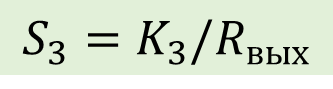 S₃ = K₃/Rвых